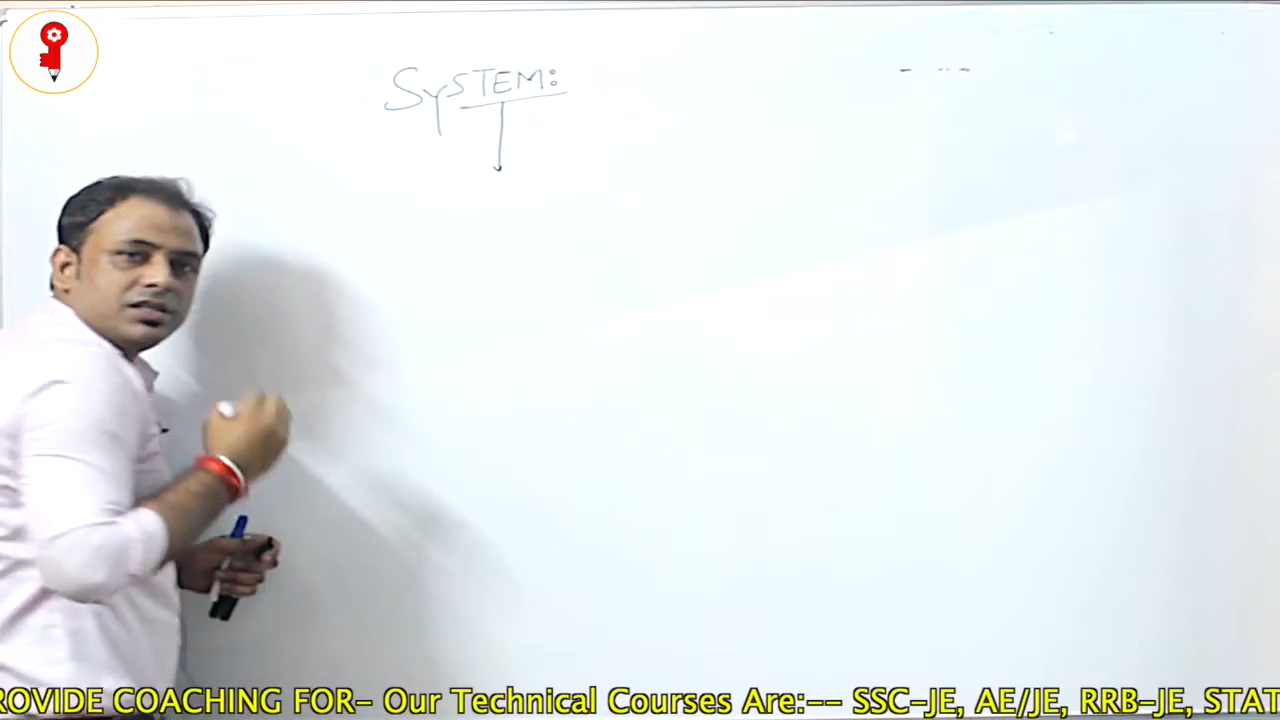 SYSTEM:
ROVIDE COACHING FOR- Our Technical Courses Are:-- SSC-JE, AE/JE, RRB-JE, STAT